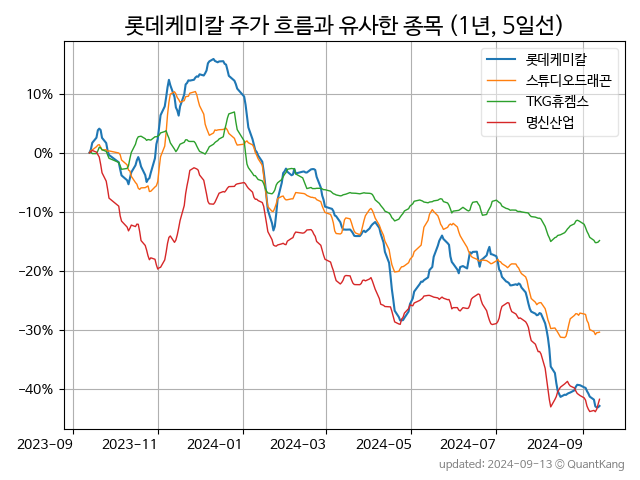 롯데케미칼 주가 흐름과 유사한 종목 (1년, 5일선)
롯데케미칼
스튜디오드래곤
TKG휴켐스
명신산업
10%
0%
−10%
−20%
−30%
−40%
2023-09 2023-11 2024-01 2024-03 2024-05 2024-07 2024-09
updated: 2024-09-13 © QuantKang